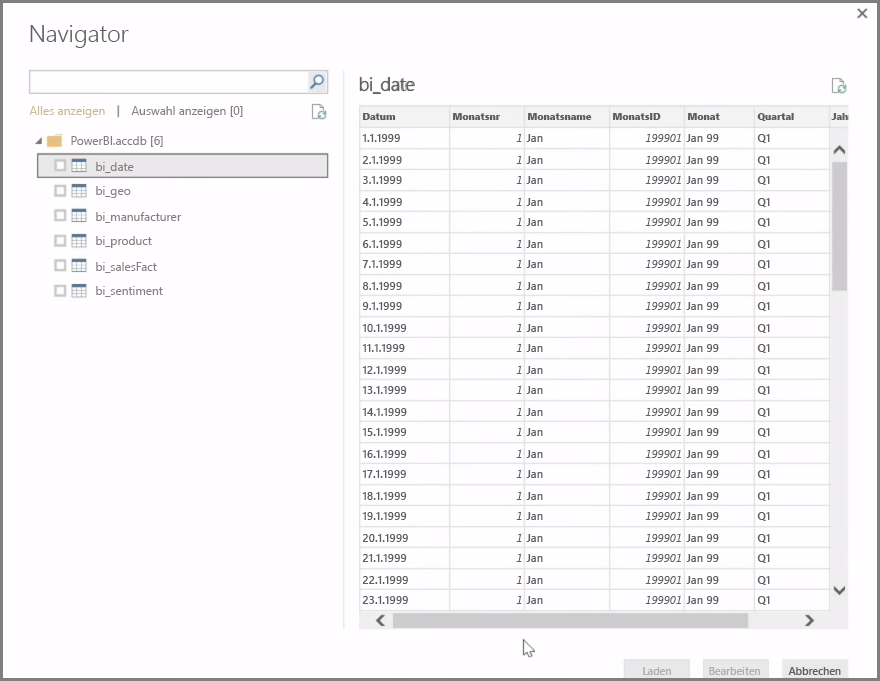 Navigator
Alles anzeigen | Auswahl anzeigen [0]
PowerBI.accdb [6]
bi_date
bi_geo
bi_manufacturer
bi_product
bi_salesFact
bi_sentiment
bi_date
Datum Monatsnr Monatsname MonatsID Monat Quartal Jahr
1.1.1999 1 Jan 199901 Jan 99 Q1
2.1.1999 1 Jan 199901 Jan 99 Q1
3.1.1999 1 Jan 199901 Jan 99 Q1
4.1.1999 1 Jan 199901 Jan 99 Q1
5.1.1999 1 Jan 199901 Jan 99 Q1
6.1.1999 1 Jan 199901 Jan 99 Q1
7.1.1999 1 Jan 199901 Jan 99 Q1
8.1.1999 1 Jan 199901 Jan 99 Q1
9.1.1999 1 Jan 199901 Jan 99 Q1
10.1.1999 1 Jan 199901 Jan 99 Q1
11.1.1999 1 Jan 199901 Jan 99 Q1
12.1.1999 1 Jan 199901 Jan 99 Q1
13.1.1999 1 Jan 199901 Jan 99 Q1
14.1.1999 1 Jan 199901 Jan 99 Q1
15.1.1999 1 Jan 199901 Jan 99 Q1
16.1.1999 1 Jan 199901 Jan 99 Q1
17.1.1999 1 Jan 199901 Jan 99 Q1
18.1.1999 1 Jan 199901 Jan 99 Q1
19.1.1999 1 Jan 199901 Jan 99 Q1
20.1.1999 1 Jan 199901 Jan 99 Q1
21.1.1999 1 Jan 199901 Jan 99 Q1
22.1.1999 1 Jan 199901 Jan 99 Q1
23.1.1999 1 Jan 199901 Jan 99 Q1
Laden Bearbeiten Abbrechen